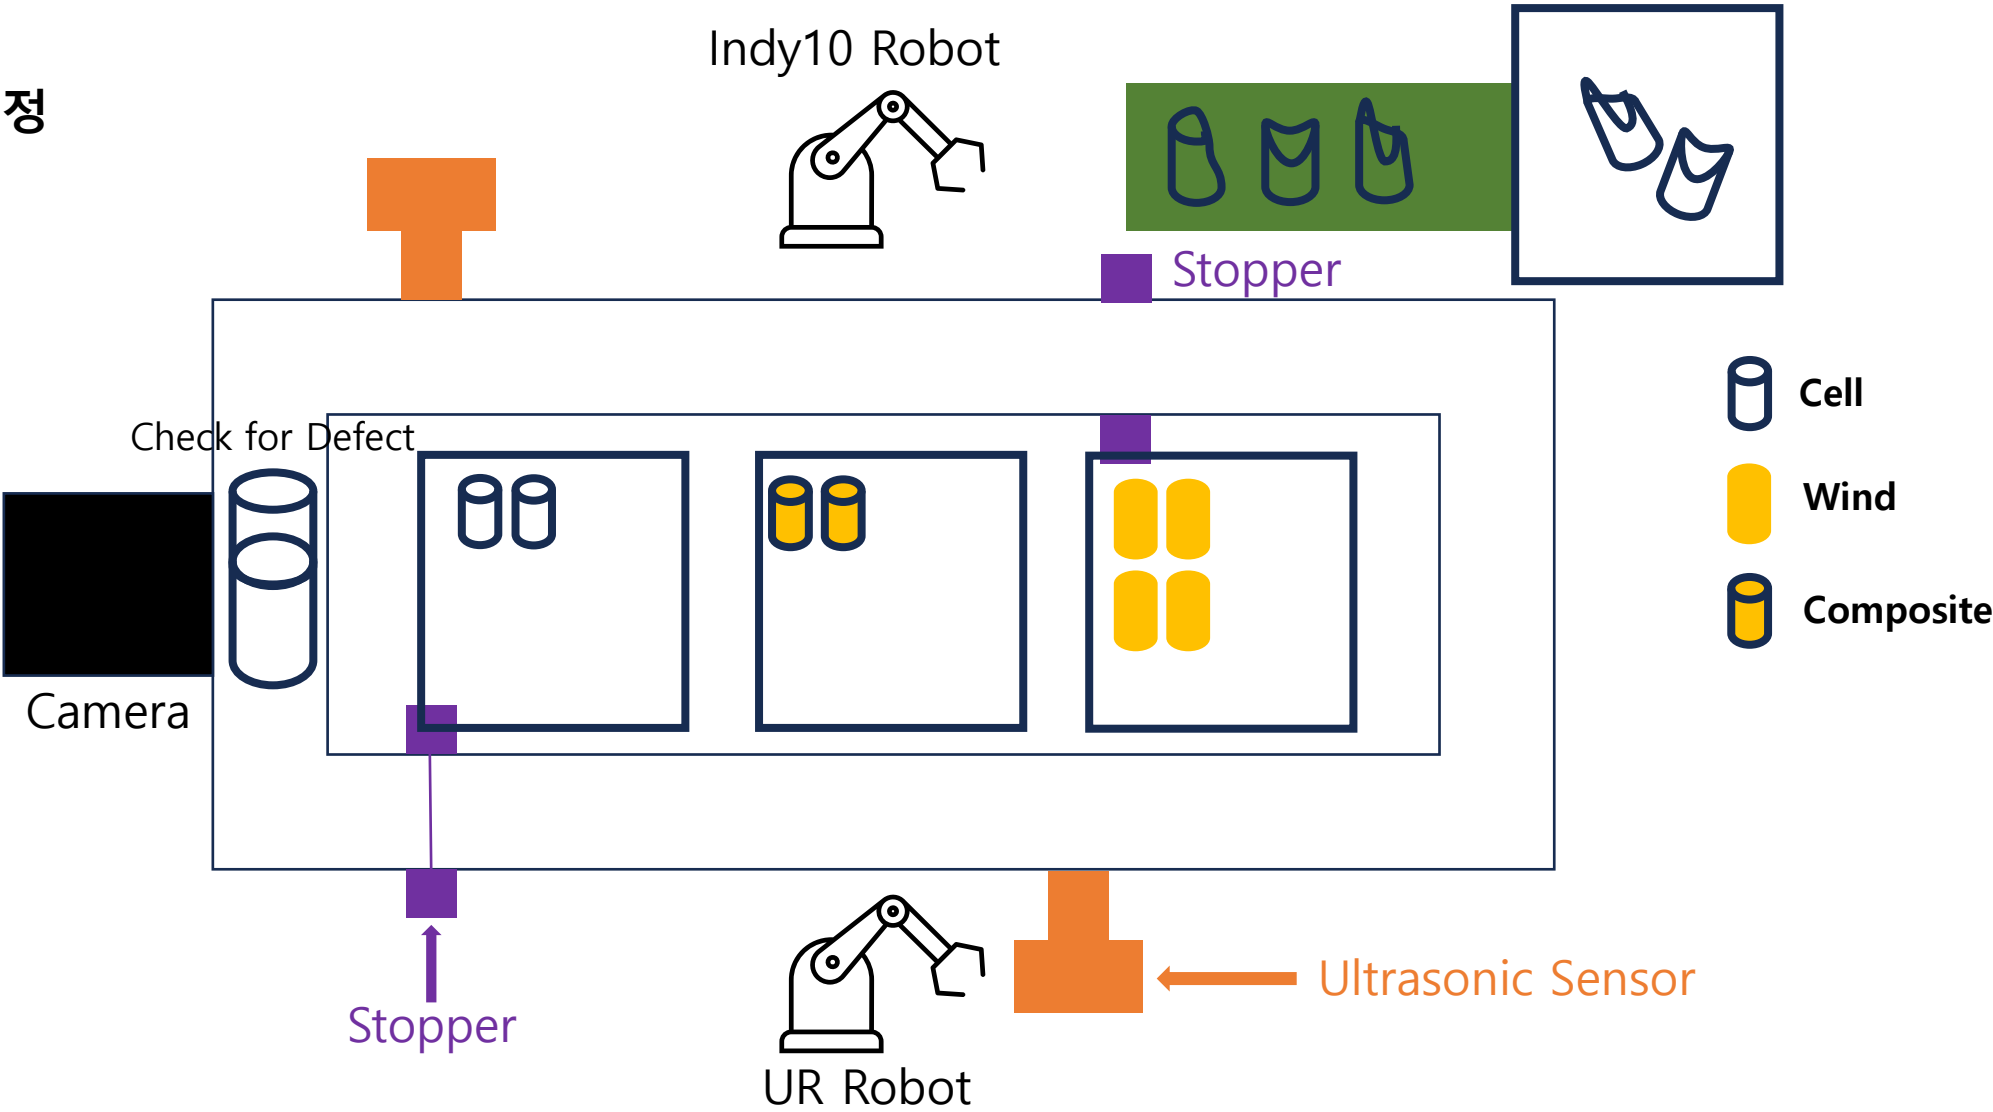 Indy10 Robot
정
Stopper
Check for Defect
Cell
Wind
Composite
Camera
Ultrasonic Sensor
Stopper
UR Robot